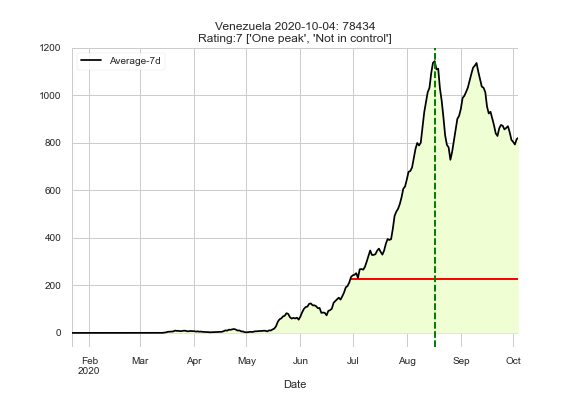 Venezuela 2020-10-04: 78434
Rating:7 ['One peak', 'Not in control']
Average-7d
1200
1000
800
600
400
200
0
Feb Mar Apr May Jun Jul Aug Sep Oct
2020
Date